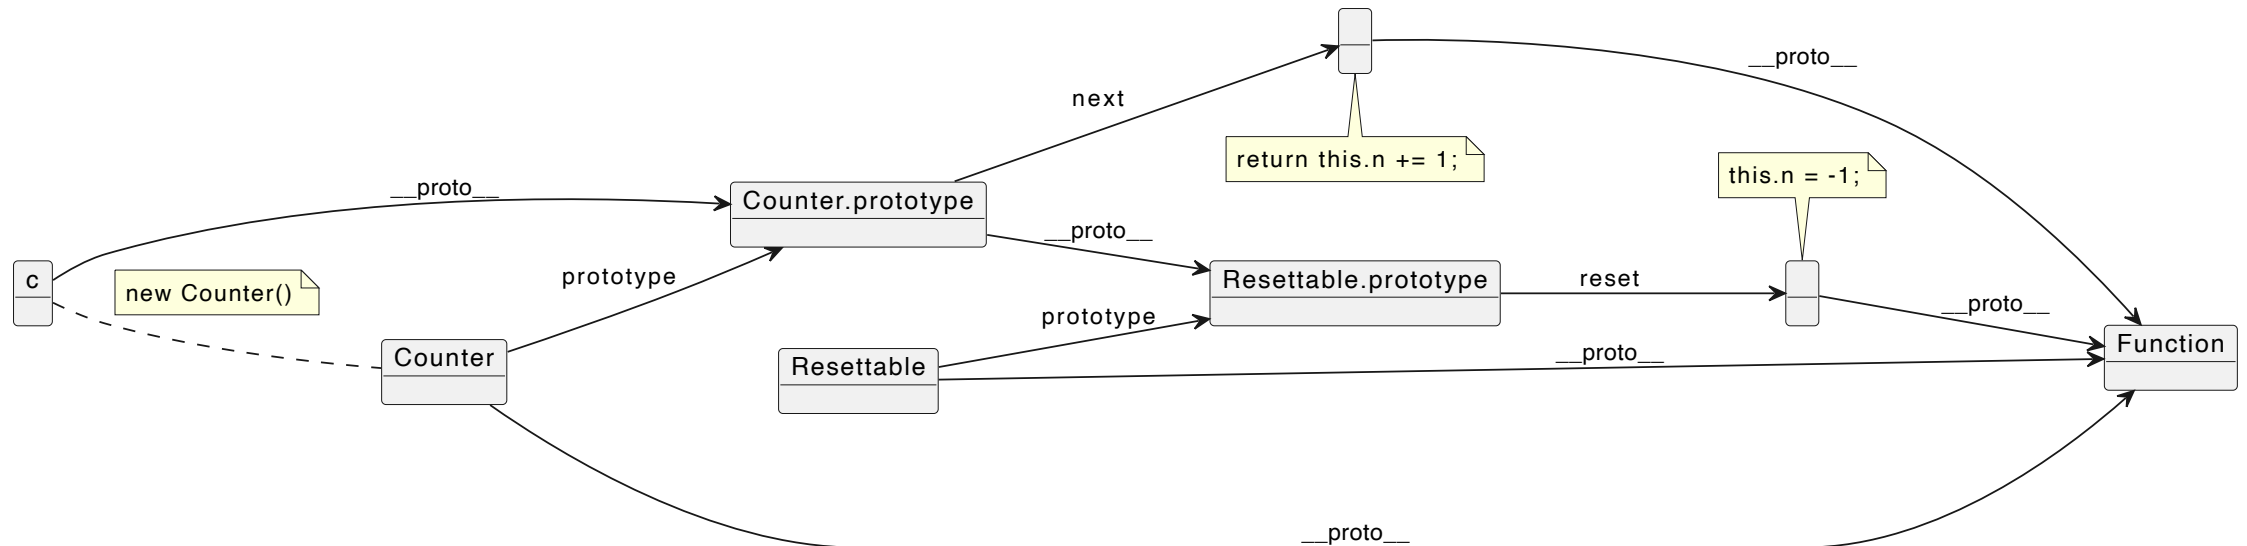 __proto__
next
return this.n += 1;
this.n = -1;
__proto__
Counter.prototype
__proto__
c
new Counter()
prototype
Resettable.prototype
reset
__proto__
prototype
Counter
Resettable
__proto__
Function
__proto__